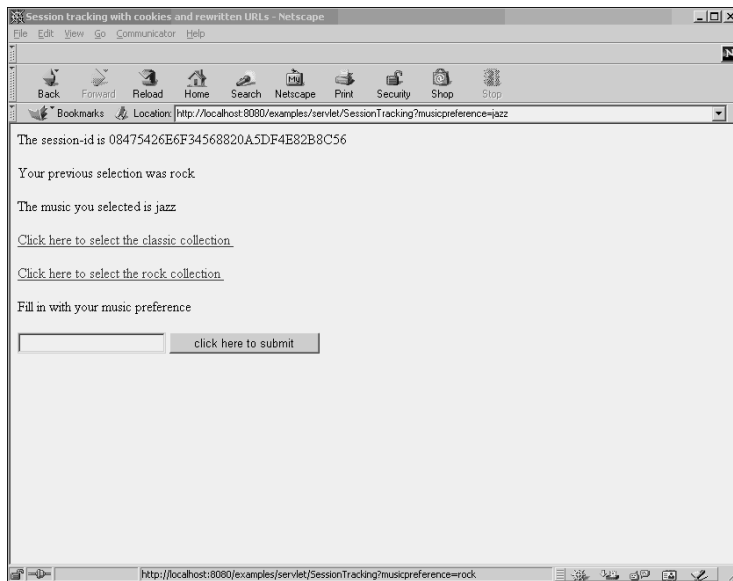 Session tracking with cookies and rewritten URLs - Netscape
File Edit View Go Communicator Help
N
Back Forward Reload Home Search Netscape Print Security Shop Stop
Bookmarks Location: http://localhost:8080/examples/servlet/SessionTracking?musicpreference=jazz
The session-id is 08475426E6F34568820A5DF4E82B8C56
Your previous selection was rock
The music you selected is jazz
Click here to select the classic collection
Click here to select the rock collection
Fill in with your music preference
click here to submit
http://localhost:8080/examples/servlet/SessionTracking?musicpreference=rock